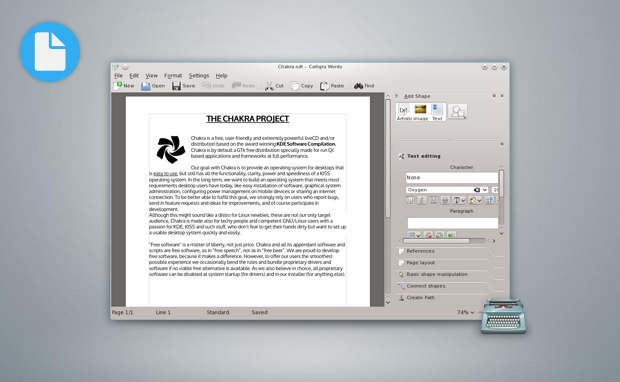 Chakra.odt - Calligra Words
File Edit View Format Settings Help
New Open Save Undo Redo Cut Copy Paste Find
Add Shape
Artistic Image Text
THE CHAKRA PROJECT
Chakra is a free, user-friendly and extremely powerful liveCD and/or
distribution based on the award winning KDE Software Compilation.
Chakra is by default a GTK-free distribution specially made for run Qt
based applications and frameworks at full performance.
Our goal with Chakra is to provide an operating system for desktops that
is easy to use, but still has all the functionality, clarity, power and speediness of a KISS
operating system. In the long term, we want to build an operating system that meets most
requirements desktop users have today, like easy installation of software, graphical system
administration, configuring power management on mobile devices or sharing an internet
connection. To be better able to fulfill this goal, we strongly rely on users who report bugs,
send in feature requests and ideas for improvements, and of course participate in
development.
Although this might sound like a distro for Linux newbies, these are not our only target
audience, Chakra is made also for techy people and competent GNU/Linux users with a
passion for KDE, KISS and such stuff, who don't fear to get their hands dirty but want to set up
a usable desktop system quickly and easily.
"Free software" is a matter of liberty, not just price, Chakra and all its appendant software and
scripts are free software, as in "free speech", not as in "free beer". We are proud to develop
free software, because it makes a difference. However, to offer our users the smoothest
possible experience we occasionally bend the rules and bundle proprietary drivers and
software if no viable free alternative is available. As we also believe in choice, all proprietary
software can be disabled at system startup (for drivers) and in our installer (for anything else).
Text editing
Character
None
Oxygen
Paragraph
References
Page layout
Basic shape manipulation
Connect shapes
Create Path
Page 1/1 Line 1 Standard Saved 74%